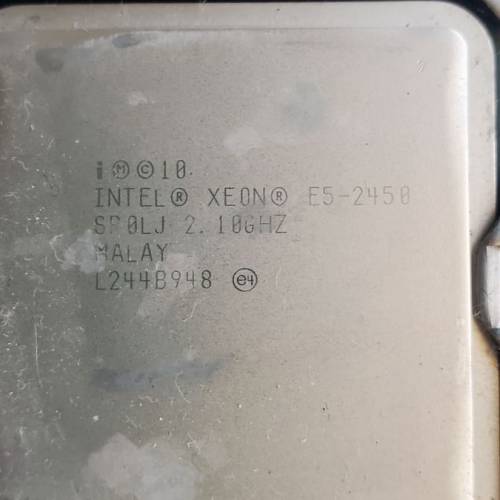 i Ⓜ©10
INTEL® XEON® E5-2450
SR0LJ 2.10GHZ
MALAY
L244B948 e4